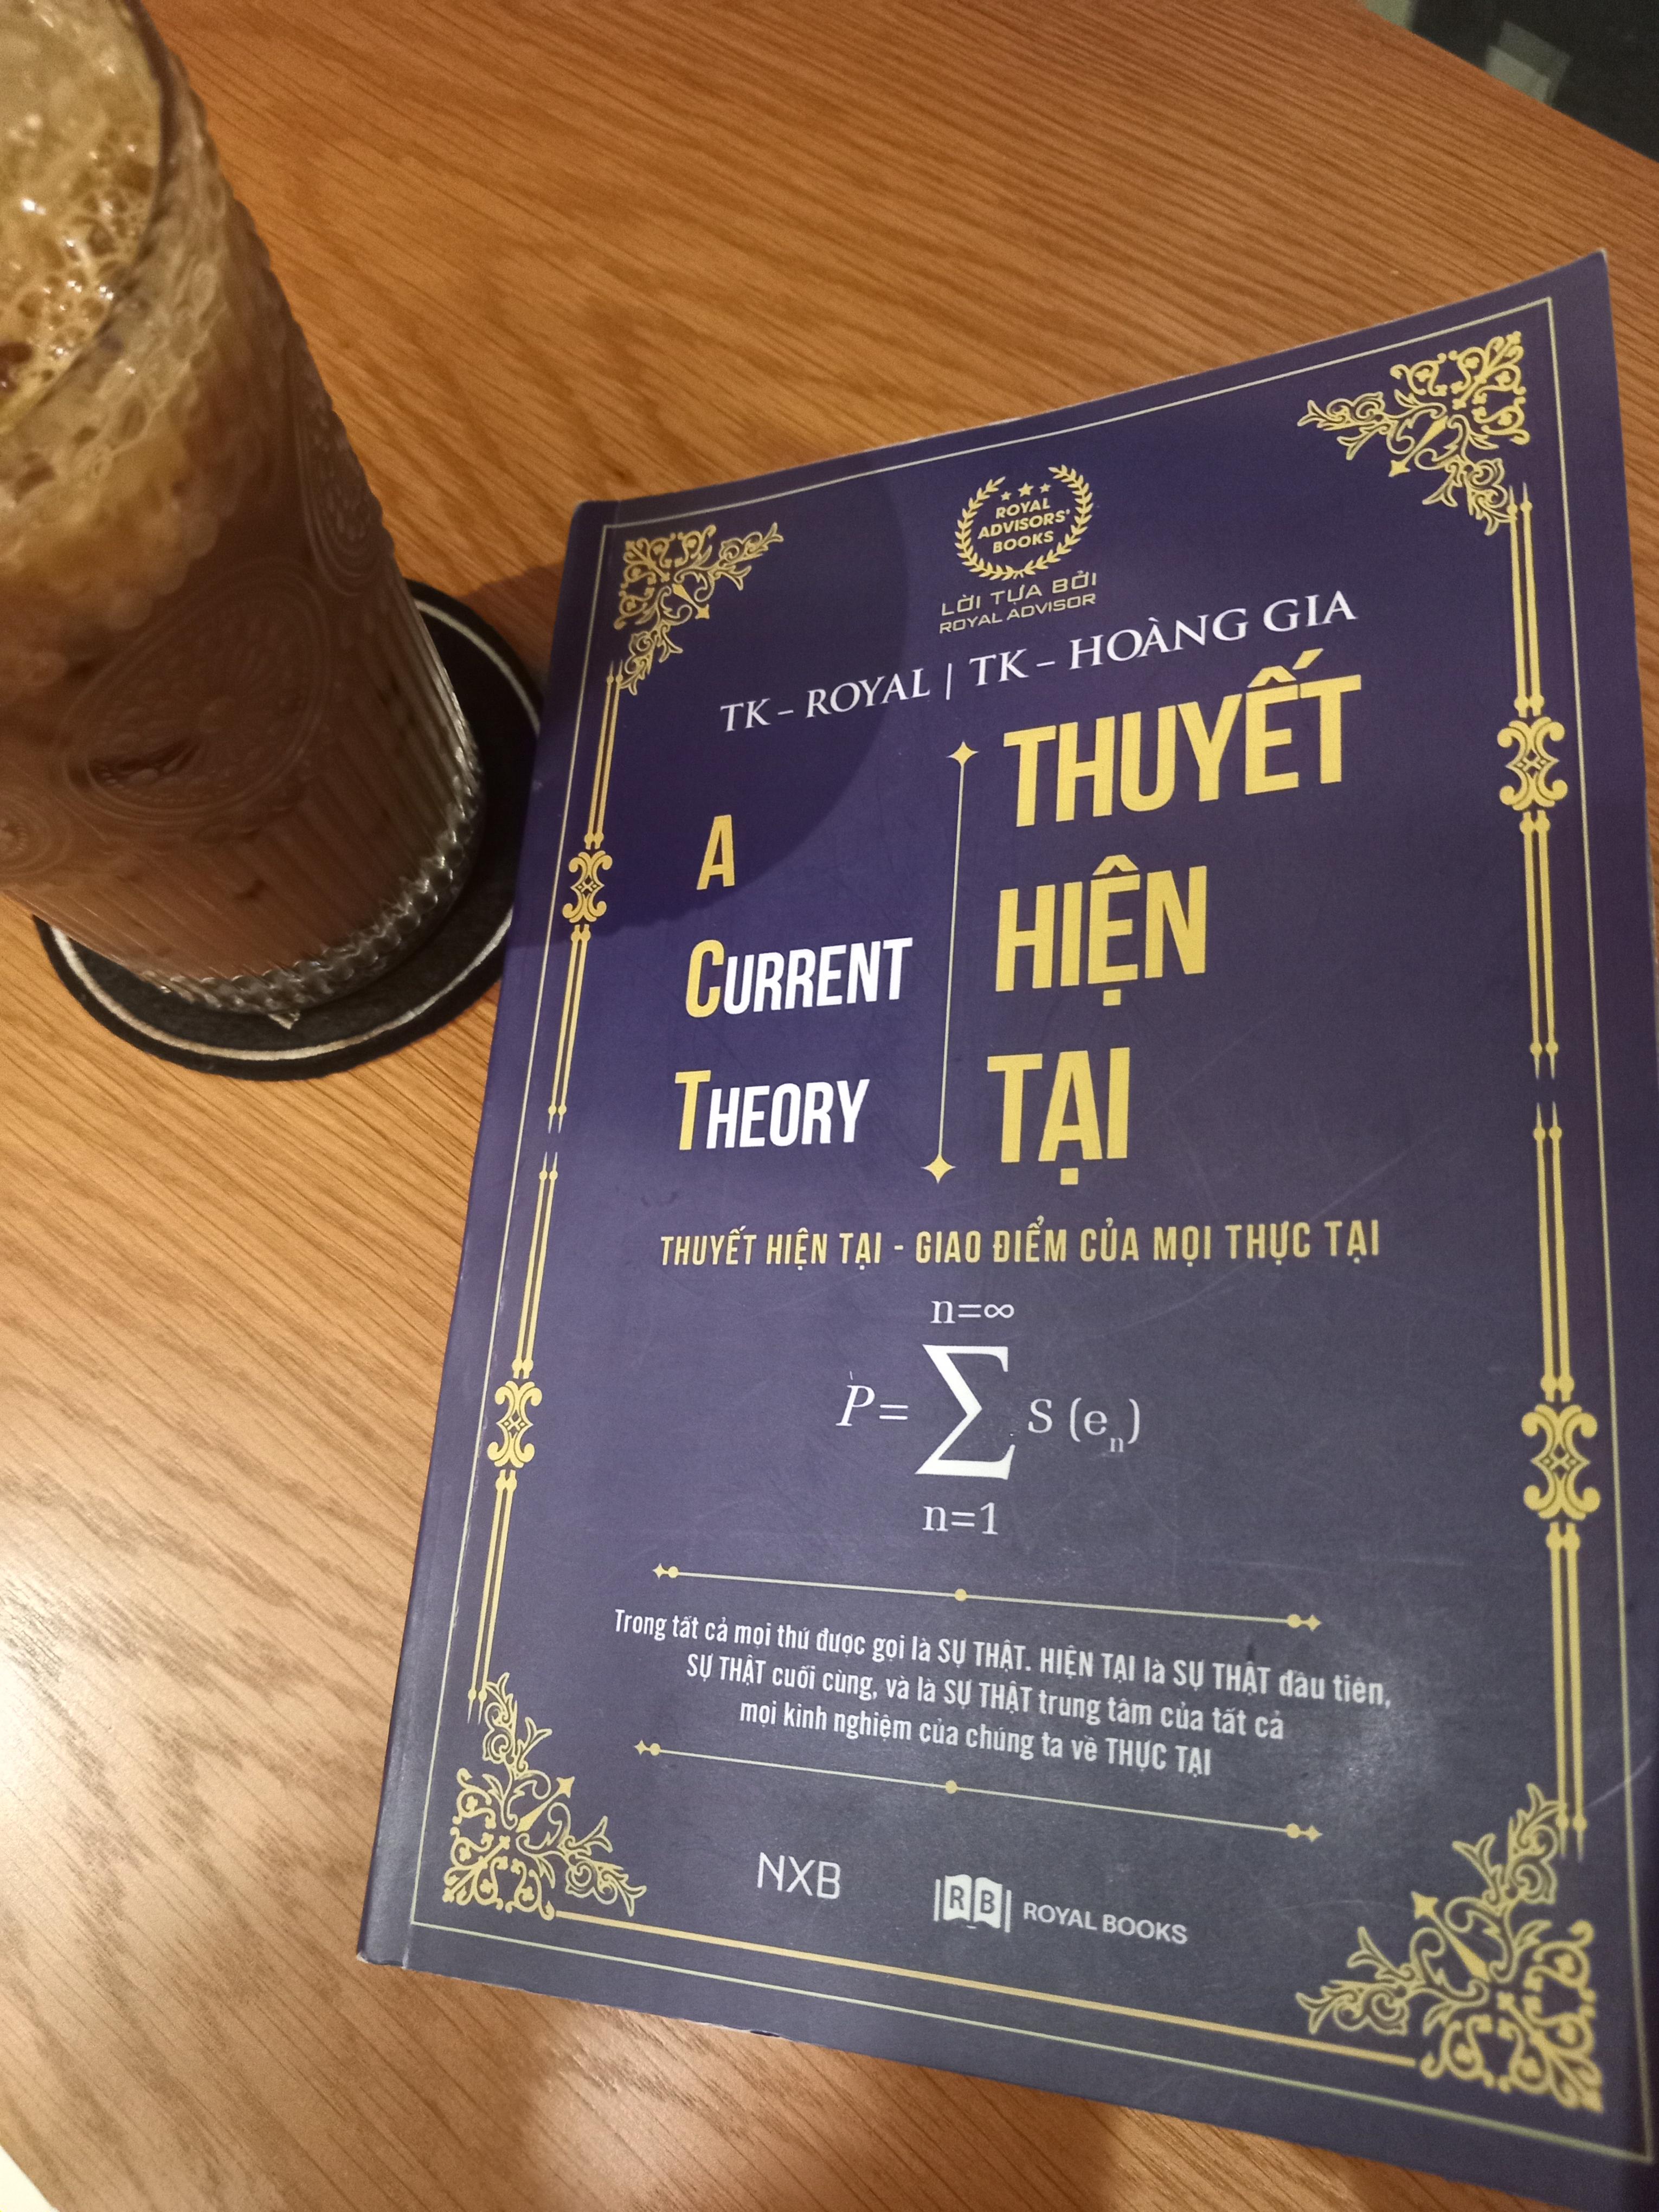 ROYAL
ADVISORS'
BOOKS
LỜI TỰA BỞI
ROYAL ADVISOR
TK – ROYAL | TK – HOÀNG GIA
A
CURRENT
THEORY
THUYẾT
HIỆN
TẠI
THUYẾT HIỆN TẠI - GIAO ĐIỂM CỦA MỌI THỰC TẠI
n=∞
P= ∑ S (eₙ)
n=1
Trong tất cả mọi thứ được gọi là SỰ THẬT. HIỆN TẠI là SỰ THẬT đầu tiên,
SỰ THẬT cuối cùng, và là SỰ THẬT trung tâm của tất cả
mọi kinh nghiệm của chúng ta về THỰC TẠI
NXB
RB ROYAL BOOKS